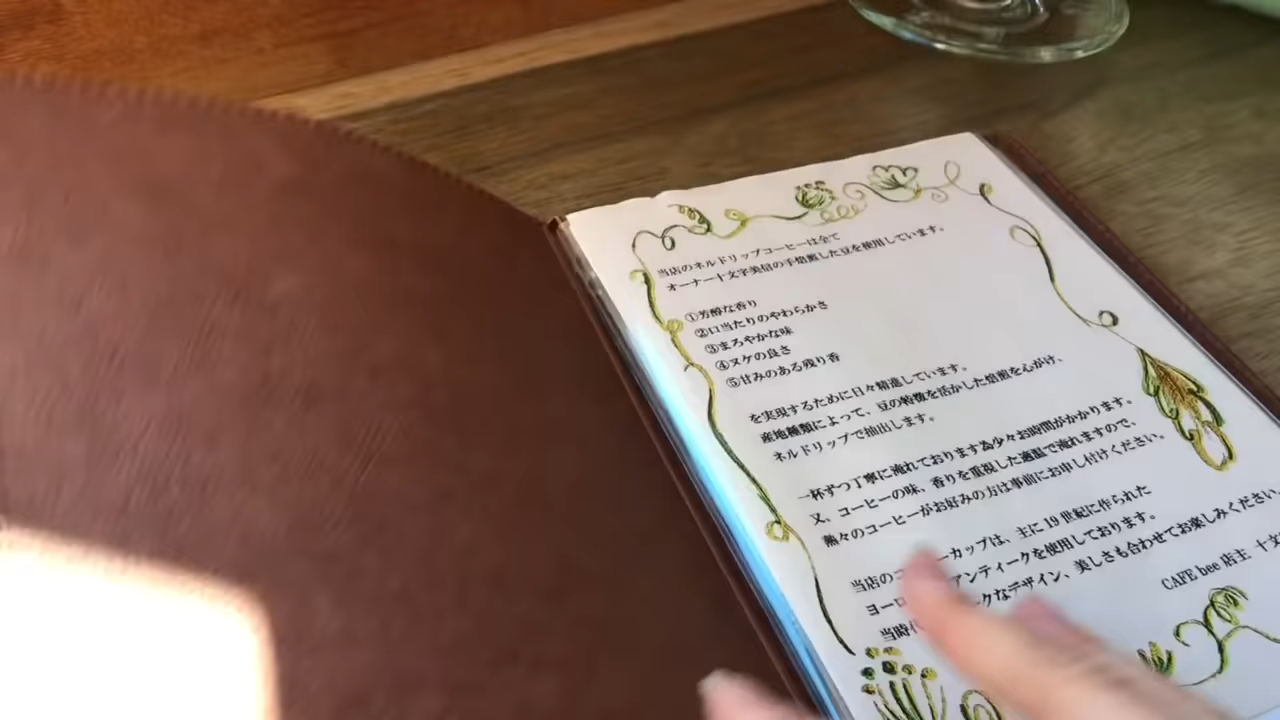 当店のネルドリップコーヒーは全て
オーナー十文字美信の手焙煎した豆を使用しています。
①芳醇な香り
②口当たりのやわらかさ
③まろやかな味
④ヌケの良さ
⑤甘みのある残り香
を実現するために日々精進しています。
産地種類によって、豆の特徴を活かした焙煎を心がけ、
ネルドリップで抽出します。
一杯ずつ丁寧に淹れております為少々お時間がかかります。
又、コーヒーの味、香りを重視した適温で淹れますので、
熱々のコーヒーがお好みの方は事前にお申し付けください。
当店のコ ーカップは、主に19世紀に作られた
ヨーロ アンティークを使用しております。
当時 クなデザイン、美しさも合わせてお楽しみください
CAFE bee 店主 十文